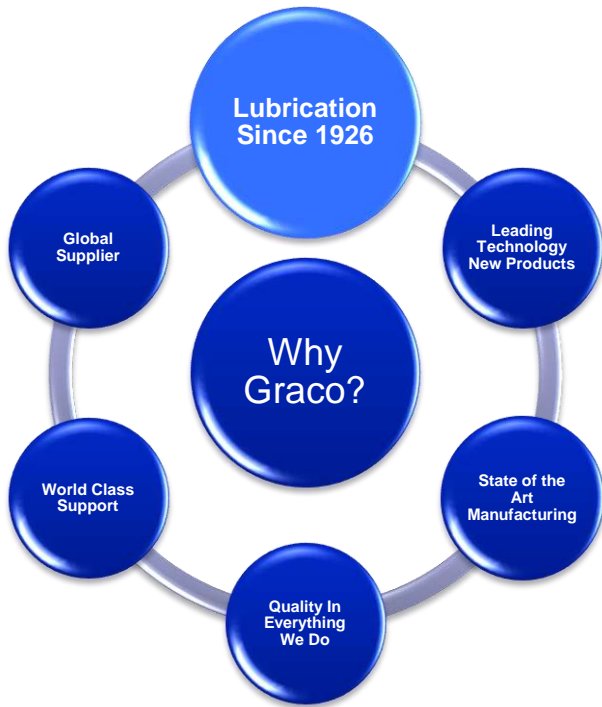 Lubrication
Since 1926
Global
Supplier
Leading
Technology
New Products
Why
Graco?
World Class
Support
State of the
Art
Manufacturing
Quality In
Everything
We Do